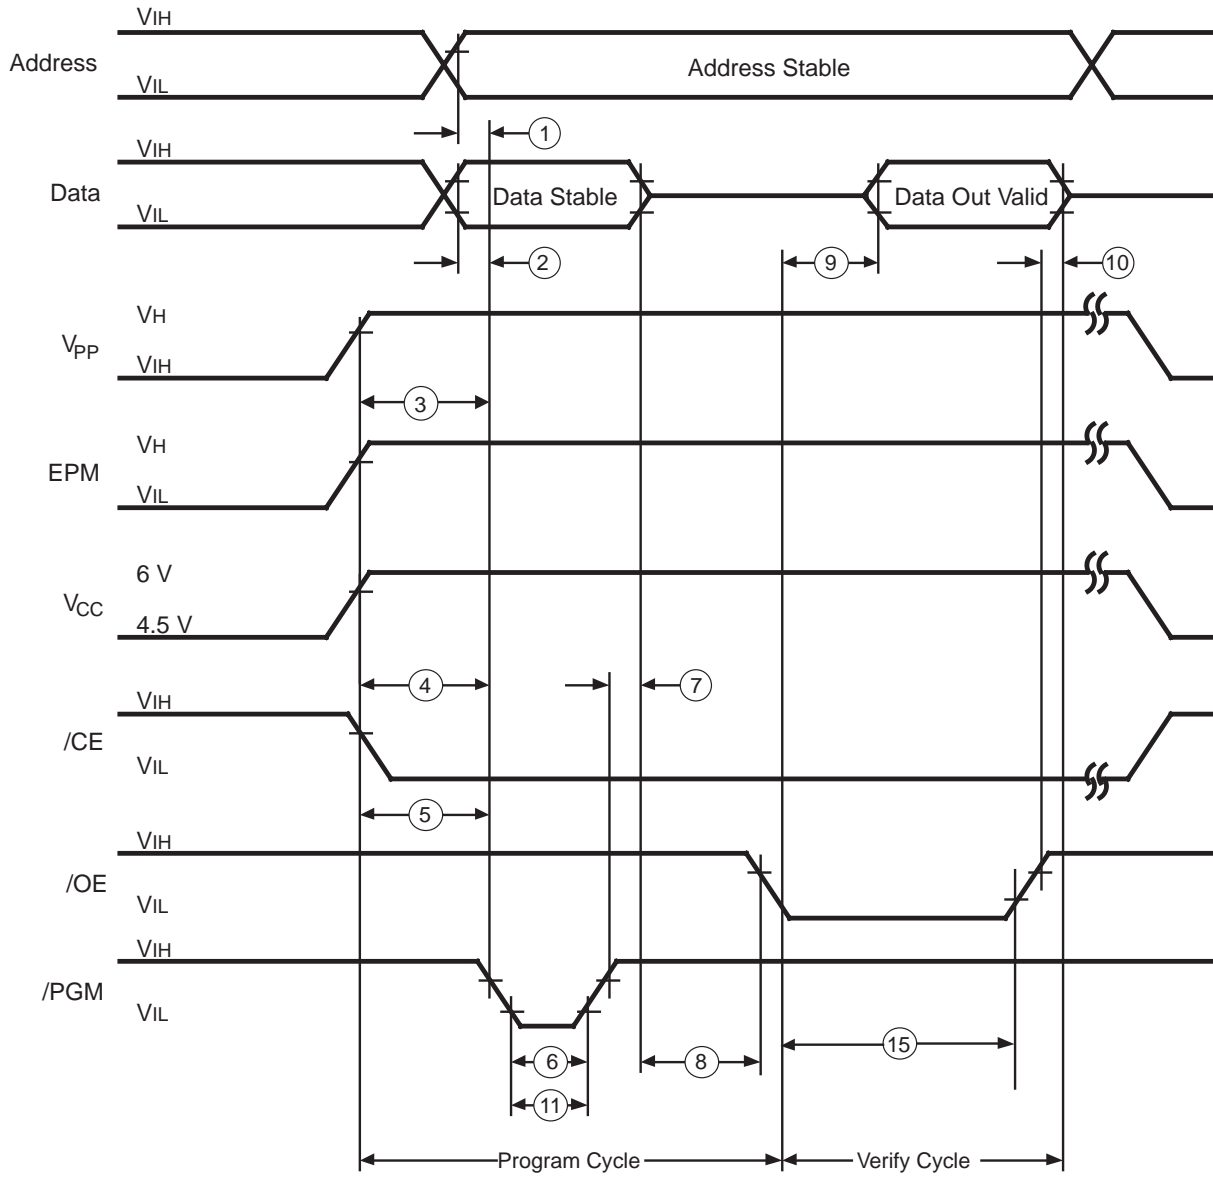 VIH
Address
Address Stable
VIL
1
VIH
Data
Data Stable
Data Out Valid
VIL
2
9
10
VH
VPP
VIH
3
VH
EPM
VIL
6 V
VCC
4.5 V
4
7
VIH
/CE
VIL
5
VIH
/OE
VIL
VIH
/PGM
VIL
6
8
15
11
Program Cycle
Verify Cycle